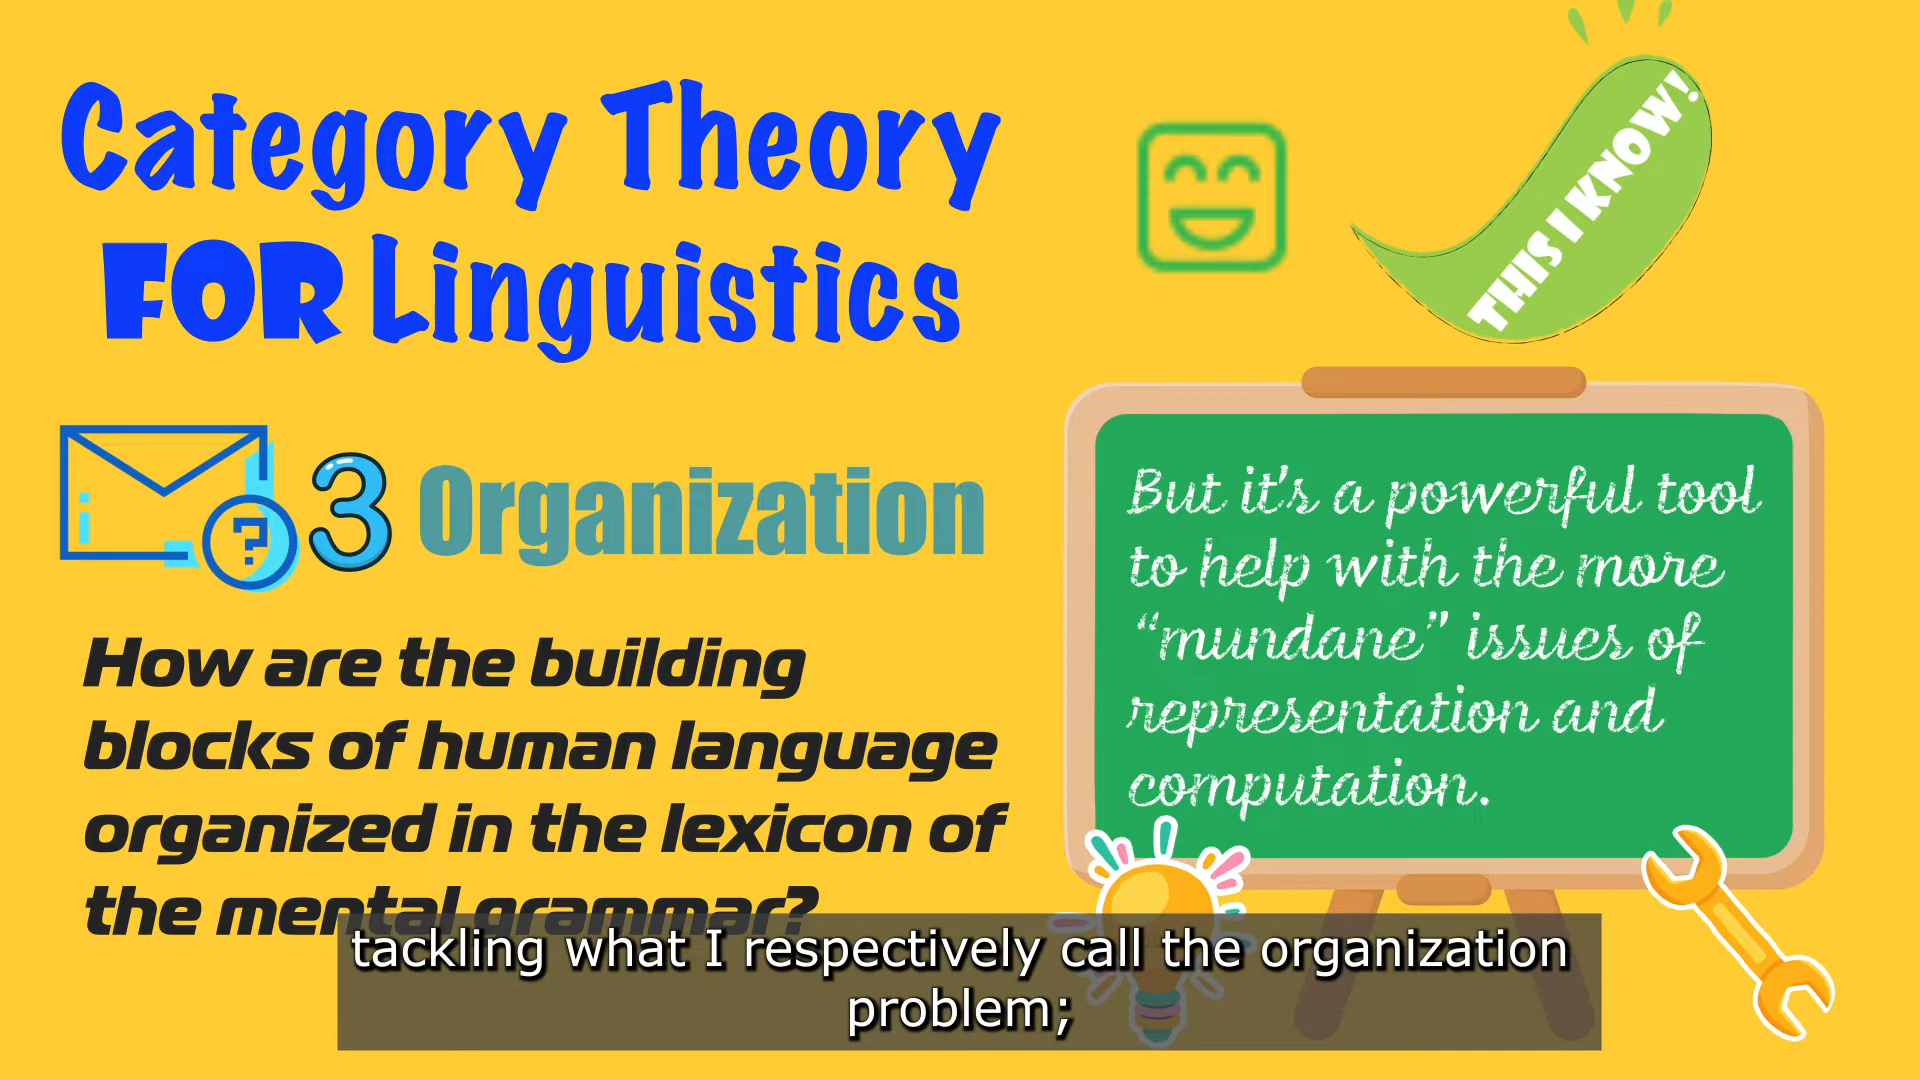 Category Theory
FOR Linguistics
THIS I KNOW!
i ? 3 Organization
How are the building
blocks of human language
organized in the lexicon of
the mental grammar?
But it's a powerful tool
to help with the more
“mundane” issues of
representation and
computation.
tackling what I respectively call the organization
problem;